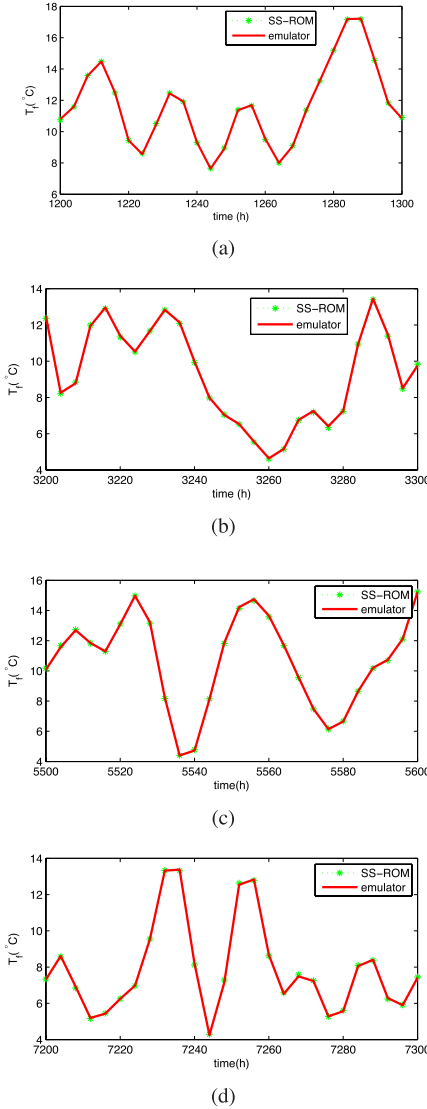 18
16
14
12
10
8
6
T_f(°C)
SS-ROM
emulator
1200 1220 1240 1260 1280 1300
time (h)
(a)
14
12
10
8
6
4
T_f(°C)
SS-ROM
emulator
3200 3220 3240 3260 3280 3300
time (h)
(b)
16
14
12
10
8
6
4
T_f(°C)
SS-ROM
emulator
5500 5520 5540 5560 5580 5600
time(h)
(c)
14
12
10
8
6
4
T_f(°C)
SS-ROM
emulator
7200 7220 7240 7260 7280 7300
time(h)
(d)